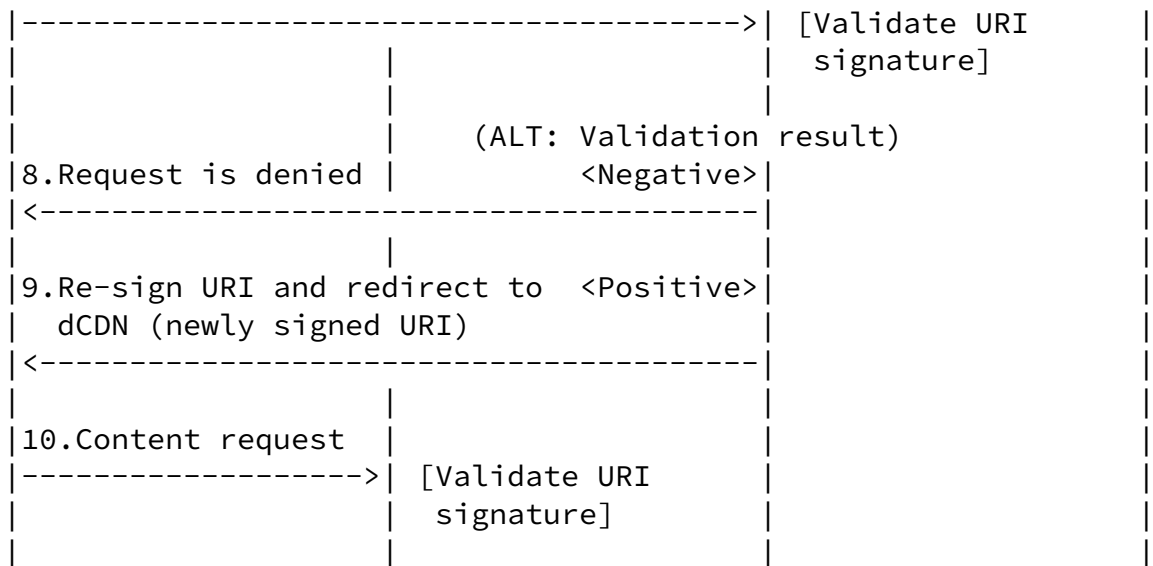 |--------------------------------------->| [Validate URI      |
|                    |                    |  signature]        |
|                    |                    |                    |
|                    |    (ALT: Validation result)             |
|8.Request is denied |          <Negative>|                    |
|<----------------------------------------|                    |
|                    |                    |                    |
|9.Re-sign URI and redirect to  <Positive>|                    |
|  dCDN (newly signed URI)                |                    |
|<----------------------------------------|                    |
|                    |                    |                    |
|10.Content request  |                    |                    |
|------------------->| [Validate URI      |                    |
|                    |  signature]        |                    |
|                    |                    |                    |